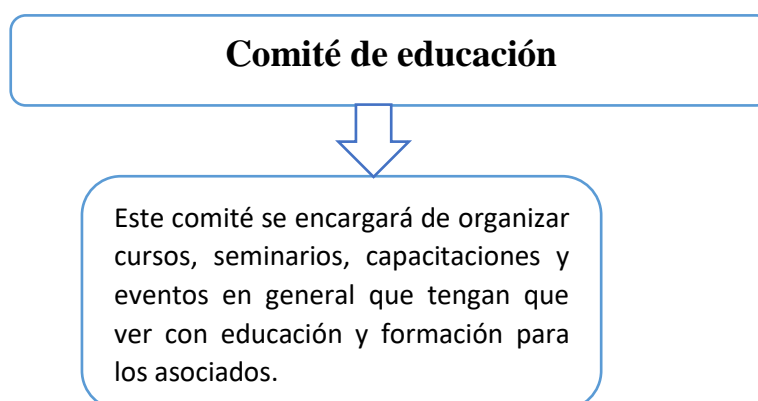 Comité de educación
Este comité se encargará de organizar
cursos, seminarios, capacitaciones y
eventos en general que tengan que
ver con educación y formación para
los asociados.